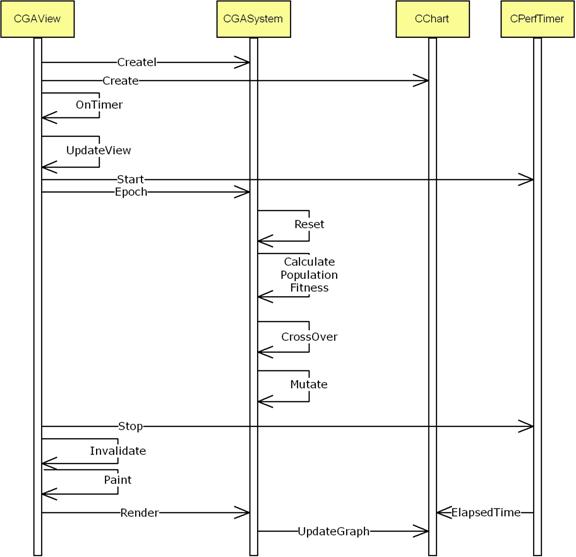 CGAView
CGASystem
CChart
CPerfTimer
CreateI
Create
OnTimer
UpdateView
Start
Epoch
Reset
Calculate
Population
Fitness
CrossOver
Mutate
Stop
Invalidate
Paint
Render
ElapsedTime
UpdateGraph